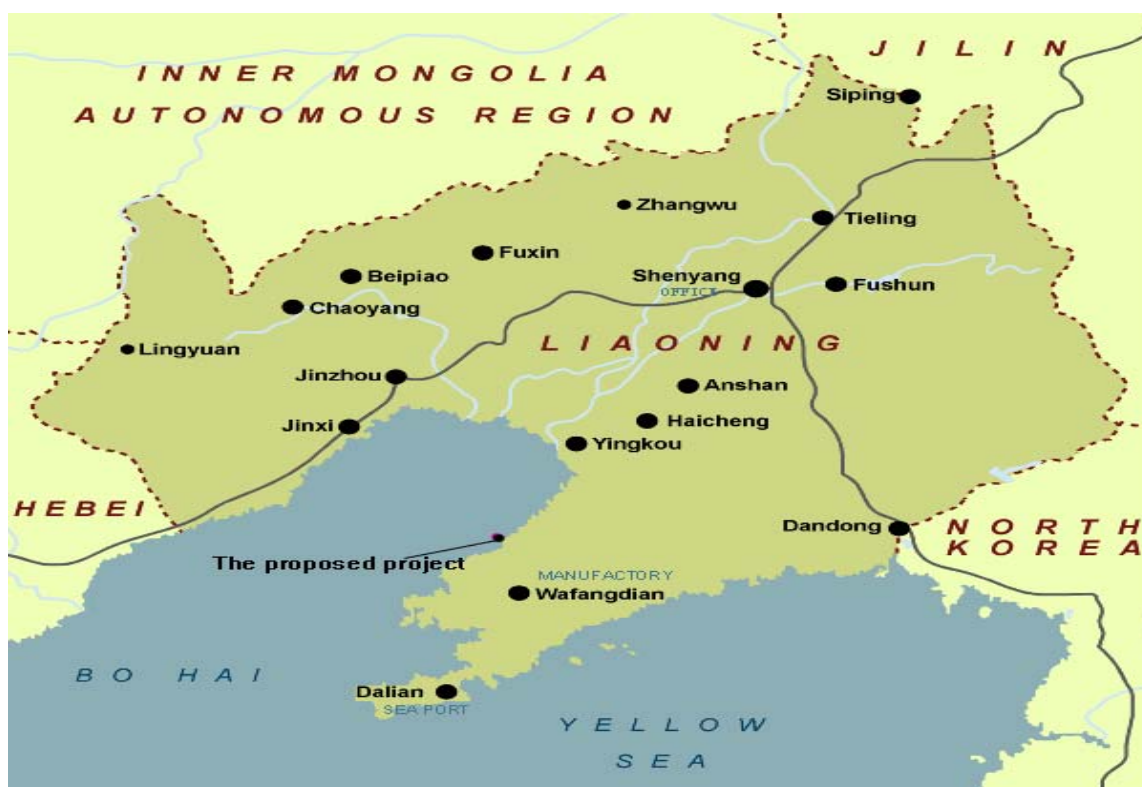 JILIN
INNER MONGOLIA
AUTONOMOUS REGION
Siping
Zhangwu
Tieling
Fuxin
Beipiao
Shenyang
OFFICE
Fushun
Chaoyang
LIAONING
Lingyuan
Jinzhou
Anshan
Jinxi
Haicheng
Yingkou
HEBEI
Dandong
NORTH
KOREA
The proposed project
MANUFACTORY
Wafangdian
BO HAI
Dalian
SEA PORT
YELLOW
SEA